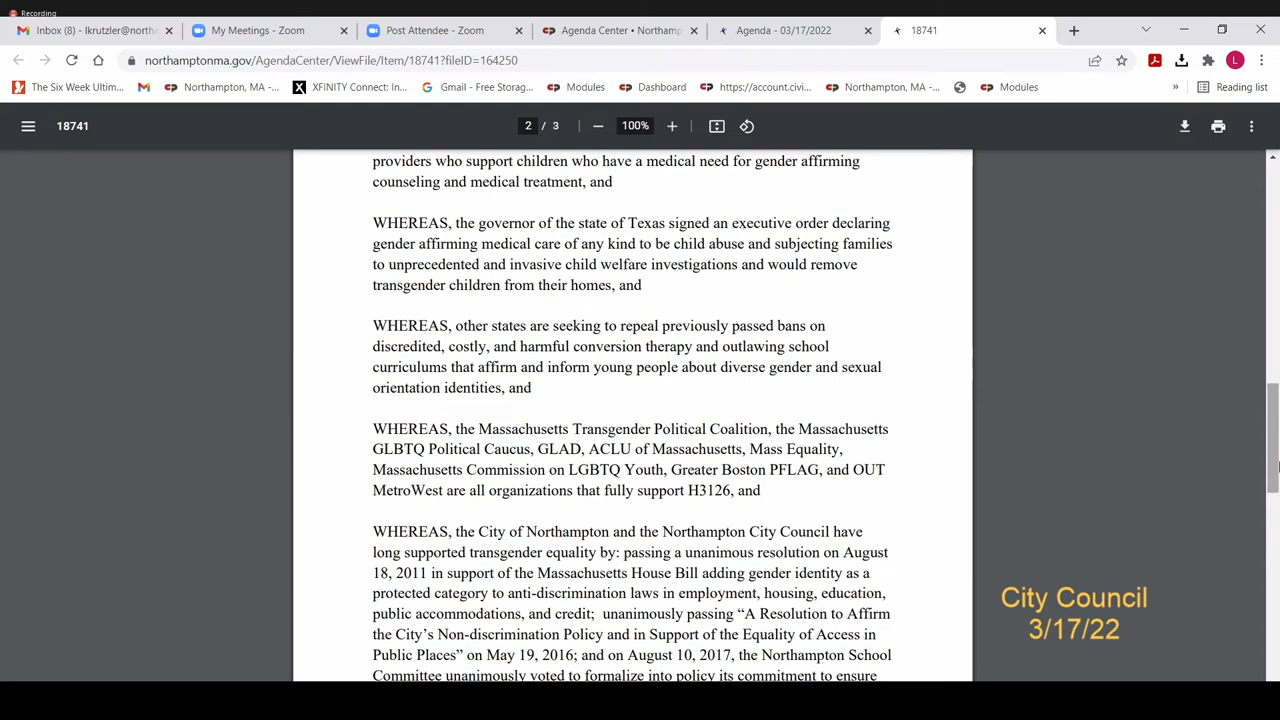 Recording
Inbox (8) - lkrutzler@north
My Meetings - Zoom
Post Attendee - Zoom
Agenda Center • Northamp
Agenda - 03/17/2022
18741
northamptonma.gov/AgendaCenter/ViewFile/Item/18741?fileID=164250
L
The Six Week Ultim...
Northampton, MA -...
XFINITY Connect: In...
Gmail - Free Storag...
Modules
Dashboard
https://account.civi...
Northampton, MA -...
Modules
»
Reading list
18741
2 / 3
100%
providers who support children who have a medical need for gender affirming
counseling and medical treatment, and
WHEREAS, the governor of the state of Texas signed an executive order declaring
gender affirming medical care of any kind to be child abuse and subjecting families
to unprecedented and invasive child welfare investigations and would remove
transgender children from their homes, and
WHEREAS, other states are seeking to repeal previously passed bans on
discredited, costly, and harmful conversion therapy and outlawing school
curriculums that affirm and inform young people about diverse gender and sexual
orientation identities, and
WHEREAS, the Massachusetts Transgender Political Coalition, the Massachusetts
GLBTQ Political Caucus, GLAD, ACLU of Massachusetts, Mass Equality,
Massachusetts Commission on LGBTQ Youth, Greater Boston PFLAG, and OUT
MetroWest are all organizations that fully support H3126, and
WHEREAS, the City of Northampton and the Northampton City Council have
long supported transgender equality by: passing a unanimous resolution on August
18, 2011 in support of the Massachusetts House Bill adding gender identity as a
protected category to anti-discrimination laws in employment, housing, education,
public accommodations, and credit;  unanimously passing “A Resolution to Affirm
the City’s Non-discrimination Policy and in Support of the Equality of Access in
Public Places” on May 19, 2016; and on August 10, 2017, the Northampton School
Committee unanimously voted to formalize into policy its commitment to ensure
City Council
3/17/22